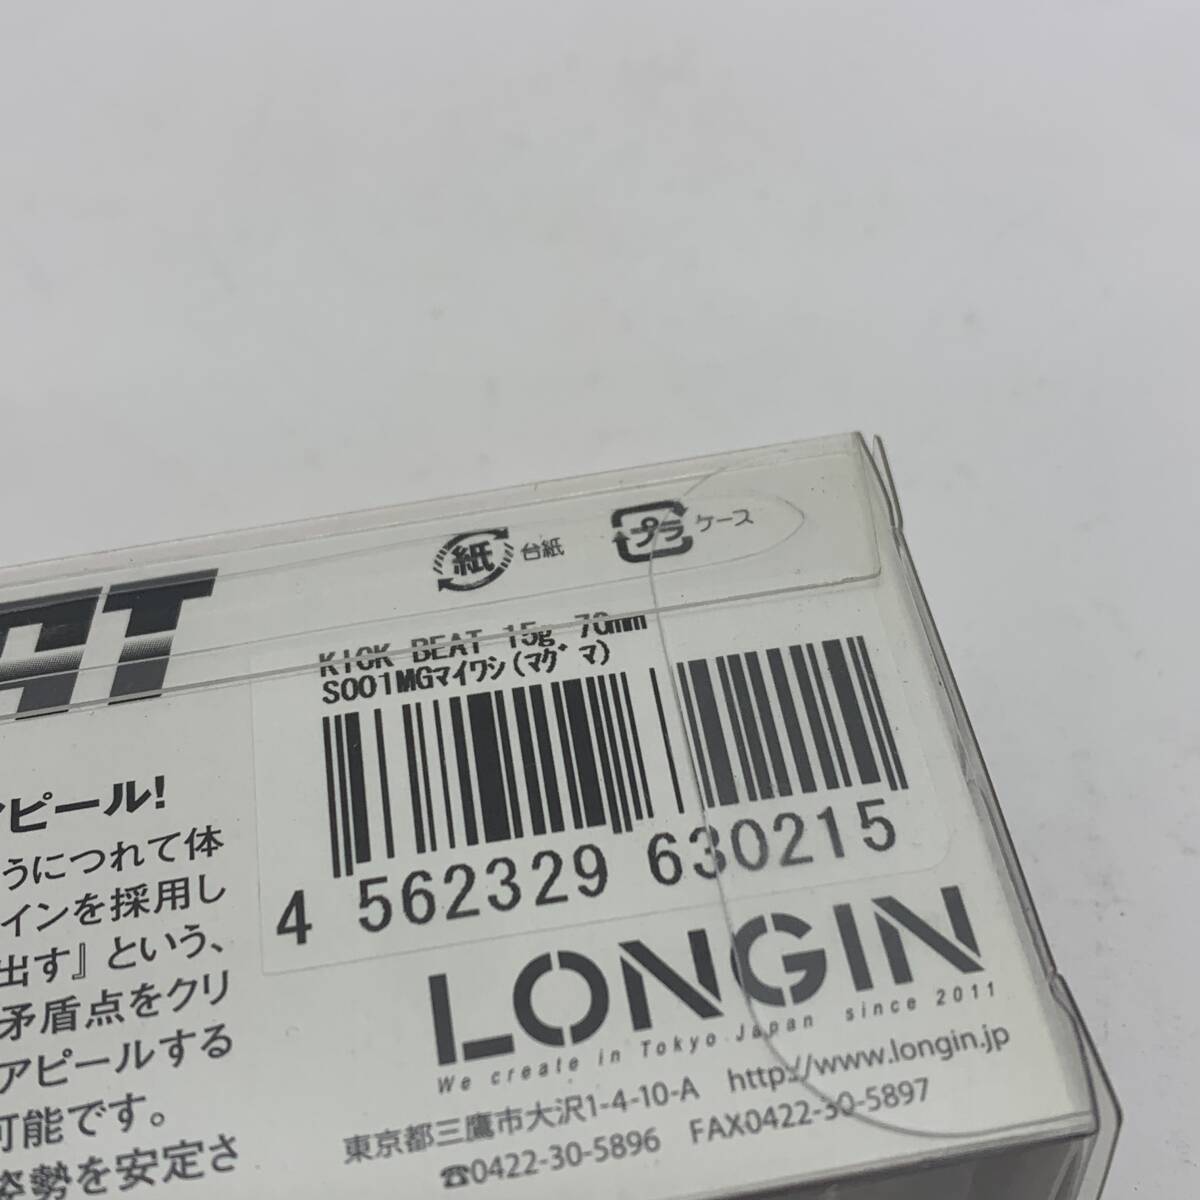 紙 台紙 プラ ケース
KICK BEAT 15g 70mm
S001MGマイワシ(マグマ)
4 562329 630215
ピール!
うにつれて体
インを採用し
出す』という、
矛盾点をクリ
アピールする
可能です。
姿勢を安定さ
LONGIN
We create in Tokyo Japan since 2011
東京都三鷹市大沢1-4-10-A http://www.longin.jp
☎0422-30-5896 FAX0422-30-5897